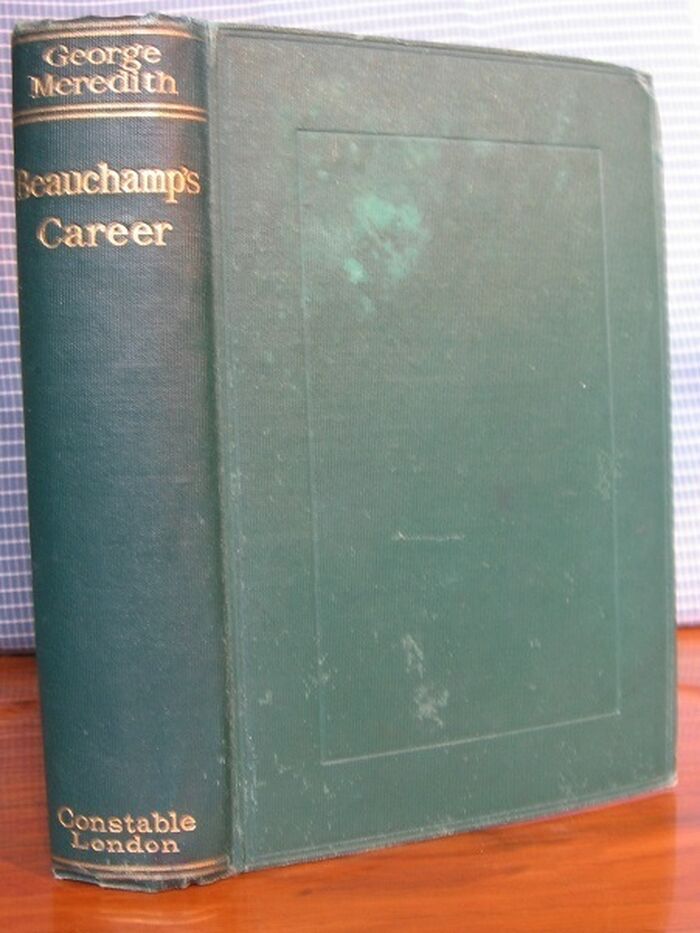 George
Meredith
Beauchamp's
Career
Constable
London